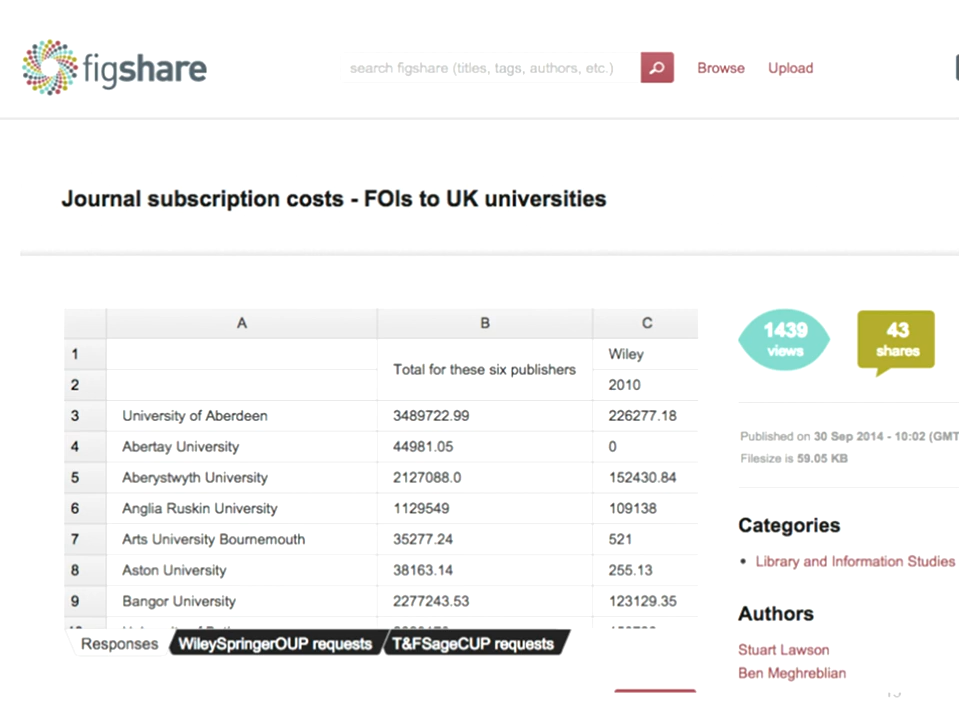 figshare
search figshare (titles, tags, authors, etc.)
Browse
Upload
Journal subscription costs - FOIs to UK universities
A B C
1 Wiley
Total for these six publishers
2 2010
3 University of Aberdeen 3489722.99 226277.18
4 Abertay University 44981.05 0
5 Aberystwyth University 2127088.0 152430.84
6 Anglia Ruskin University 1129549 109138
7 Arts University Bournemouth 35277.24 521
8 Aston University 38163.14 255.13
9 Bangor University 2277243.53 123129.35
Responses WileySpringerOUP requests T&FSageCUP requests
1439
views
43
shares
Published on 30 Sep 2014 - 10:02 (GMT
Filesize is 59.05 KB
Categories
• Library and Information Studies
Authors
Stuart Lawson
Ben Meghreblian